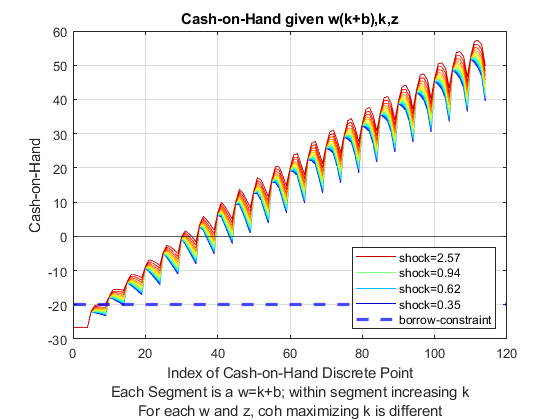 Cash-on-Hand given w(k+b),k,z
Cash-on-Hand
60
50
40
30
20
10
0
-10
-20
-30
shock=2.57
shock=0.94
shock=0.62
shock=0.35
borrow-constraint
0 20 40 60 80 100 120
Index of Cash-on-Hand Discrete Point
Each Segment is a w=k+b; within segment increasing k
For each w and z, coh maximizing k is different